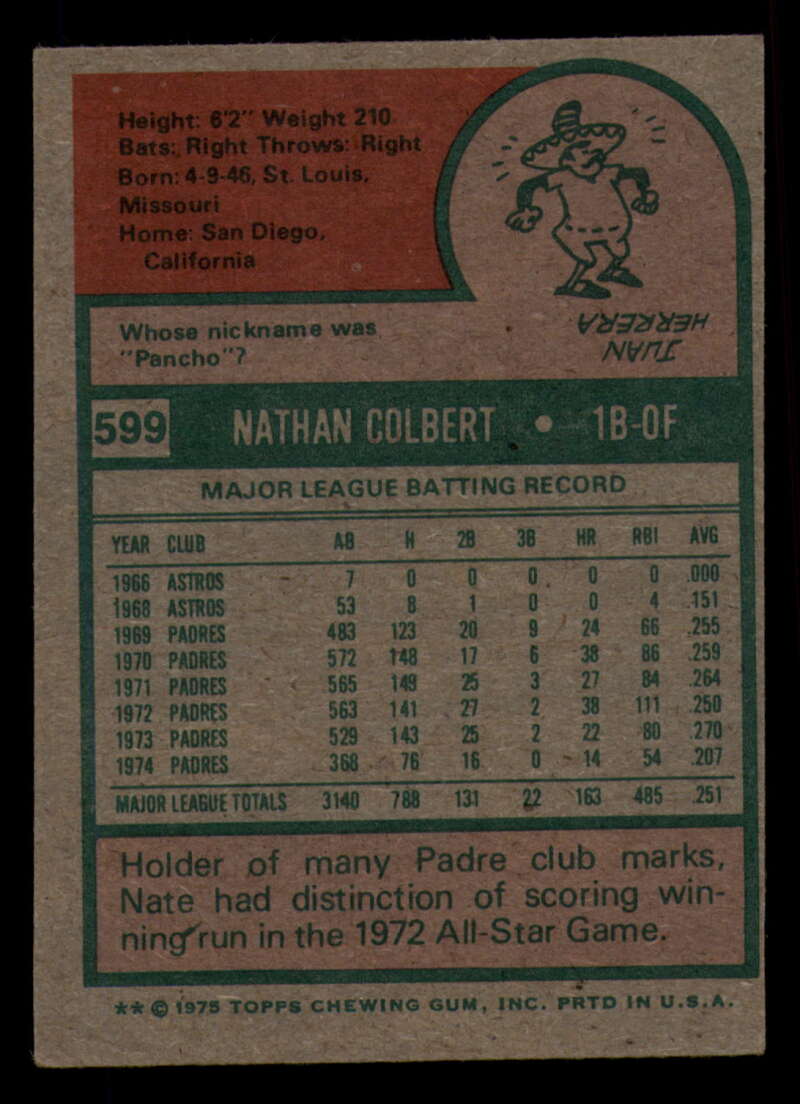 Height: 6'2" Weight 210
Bats: Right Throws: Right
Born: 4-9-46, St. Louis,
Missouri
Home: San Diego,
California
Whose nickname was
"Pancho"?
JUAN
HERRERA
599 NATHAN COLBERT • 1B-OF
MAJOR LEAGUE BATTING RECORD
YEAR CLUB AB H 2B 3B HR RBI AVG
1966 ASTROS 7 0 0 0 0 0 .000
1968 ASTROS 53 8 1 0 0 4 .151
1969 PADRES 483 123 20 9 24 66 .255
1970 PADRES 572 148 17 6 38 86 .259
1971 PADRES 565 149 25 3 27 84 .264
1972 PADRES 563 141 27 2 38 111 .250
1973 PADRES 529 143 25 2 22 80 .270
1974 PADRES 368 76 16 0 14 54 .207
MAJOR LEAGUE TOTALS 3140 788 131 22 163 485 .251
Holder of many Padre club marks,
Nate had distinction of scoring win-
ning run in the 1972 All-Star Game.
** © 1975 TOPPS CHEWING GUM, INC. PRTD IN U.S.A.